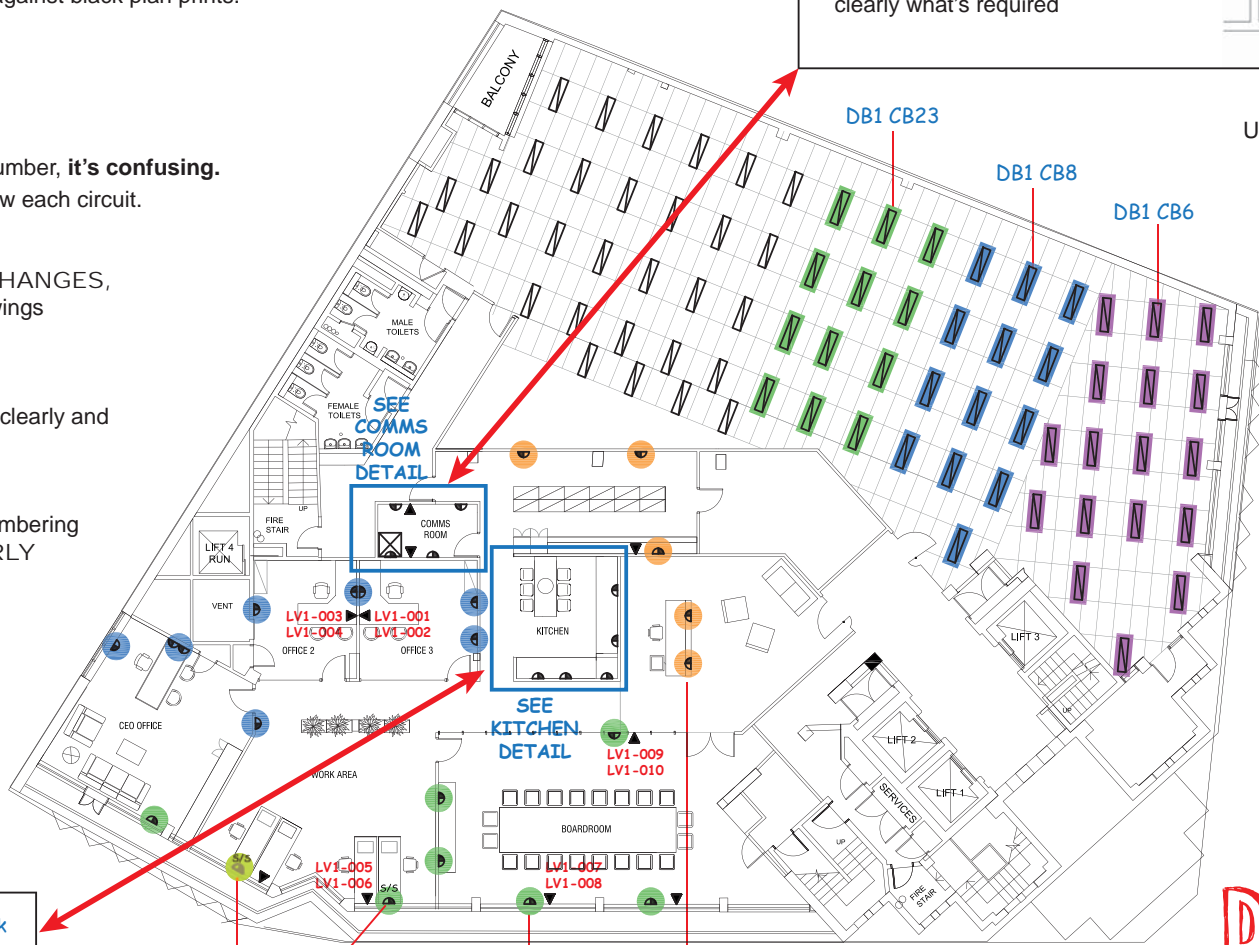 against black plan prints.
clearly what's required
umber, it's confusing.
w each circuit.
HANGES,
vings
clearly and
mbering
RLY
U
BALCONY
DB1 CB23
DB1 CB8
DB1 CB6
MALE
TOILETS
FEMALE
TOILETS
SEE
COMMS
ROOM
DETAIL
UP
FIRE
STAIR
COMMS
ROOM
LIFT 4
RUN
VENT
LV1-003
LV1-004
LV1-001
LV1-002
OFFICE 2
OFFICE 3
KITCHEN
LIFT 3
UP
CEO OFFICE
SEE
KITCHEN
DETAIL
LV1-009
LV1-010
LIFT 2
LIFT 1
SERVICES
WORK AREA
BOARDROOM
UP
FIRE
STAIR
S/S
LV1-005
LV1-006
S/S
LV1-007
LV1-008
k
D